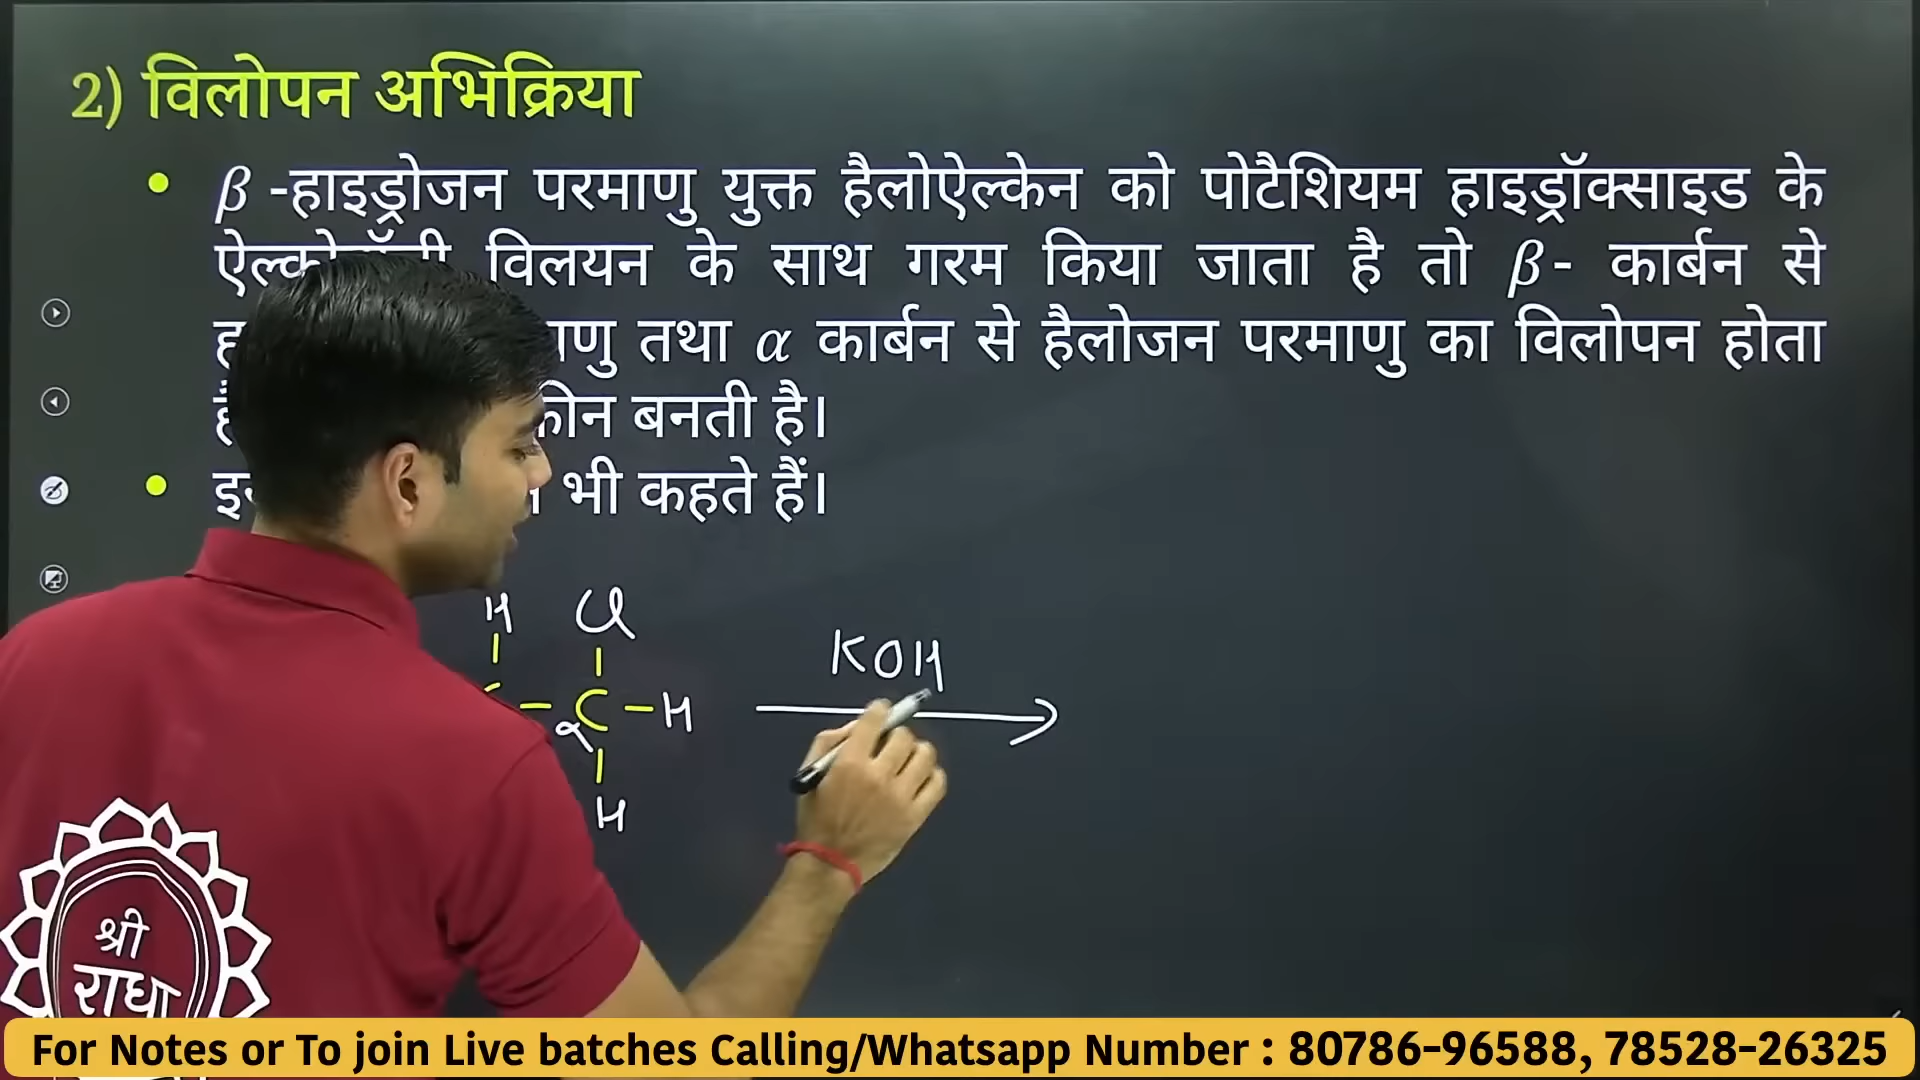 2) विलोपन अभिक्रिया
β -हाइड्रोजन परमाणु युक्त हैलोऐल्केन को पोटैशियम हाइड्रॉक्साइड के
विलयन के साथ गरम किया जाता है तो β- कार्बन से
तथा α कार्बन से हैलोजन परमाणु का विलोपन होता
बनती है।
भी कहते हैं।
H Cl
KOH
- C - H
α
H
श्री
राधा
For Notes or To join Live batches Calling/Whatsapp Number : 80786-96588, 78528-26325